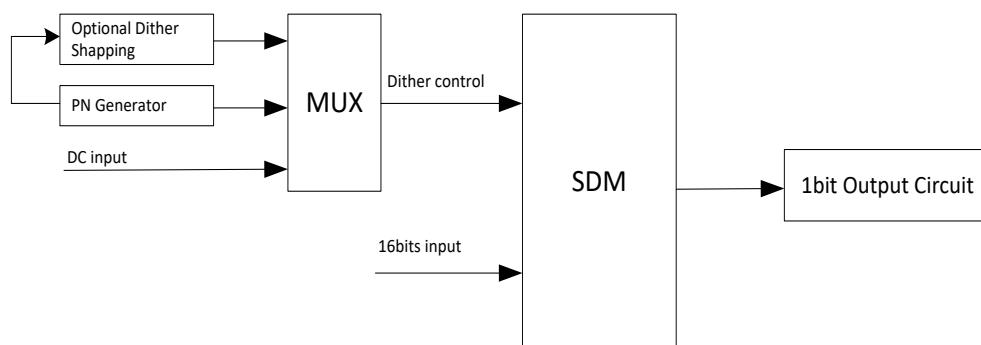 Optional Dither
Shapping
PN Generator
DC input
MUX
Dither control
16bits input
SDM
1bit Output Circuit